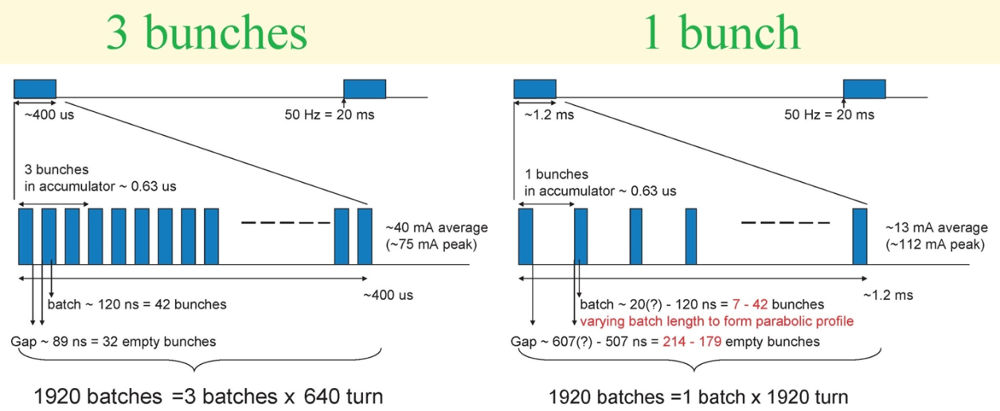 3 bunches
~400 us
50 Hz = 20 ms
3 bunches
in accumulator ~ 0.63 us
~40 mA average
(~75 mA peak)
~400 us
batch ~ 120 ns = 42 bunches
Gap ~ 89 ns = 32 empty bunches
1920 batches =3 batches x 640 turn
1 bunch
~1.2 ms
50 Hz = 20 ms
1 bunches
in accumulator ~ 0.63 us
~13 mA average
(~112 mA peak)
~1.2 ms
batch ~ 20(?) - 120 ns = 7 - 42 bunches
varying batch length to form parabolic profile
Gap ~ 607(?) - 507 ns = 214 - 179 empty bunches
1920 batches =1 batch x 1920 turn